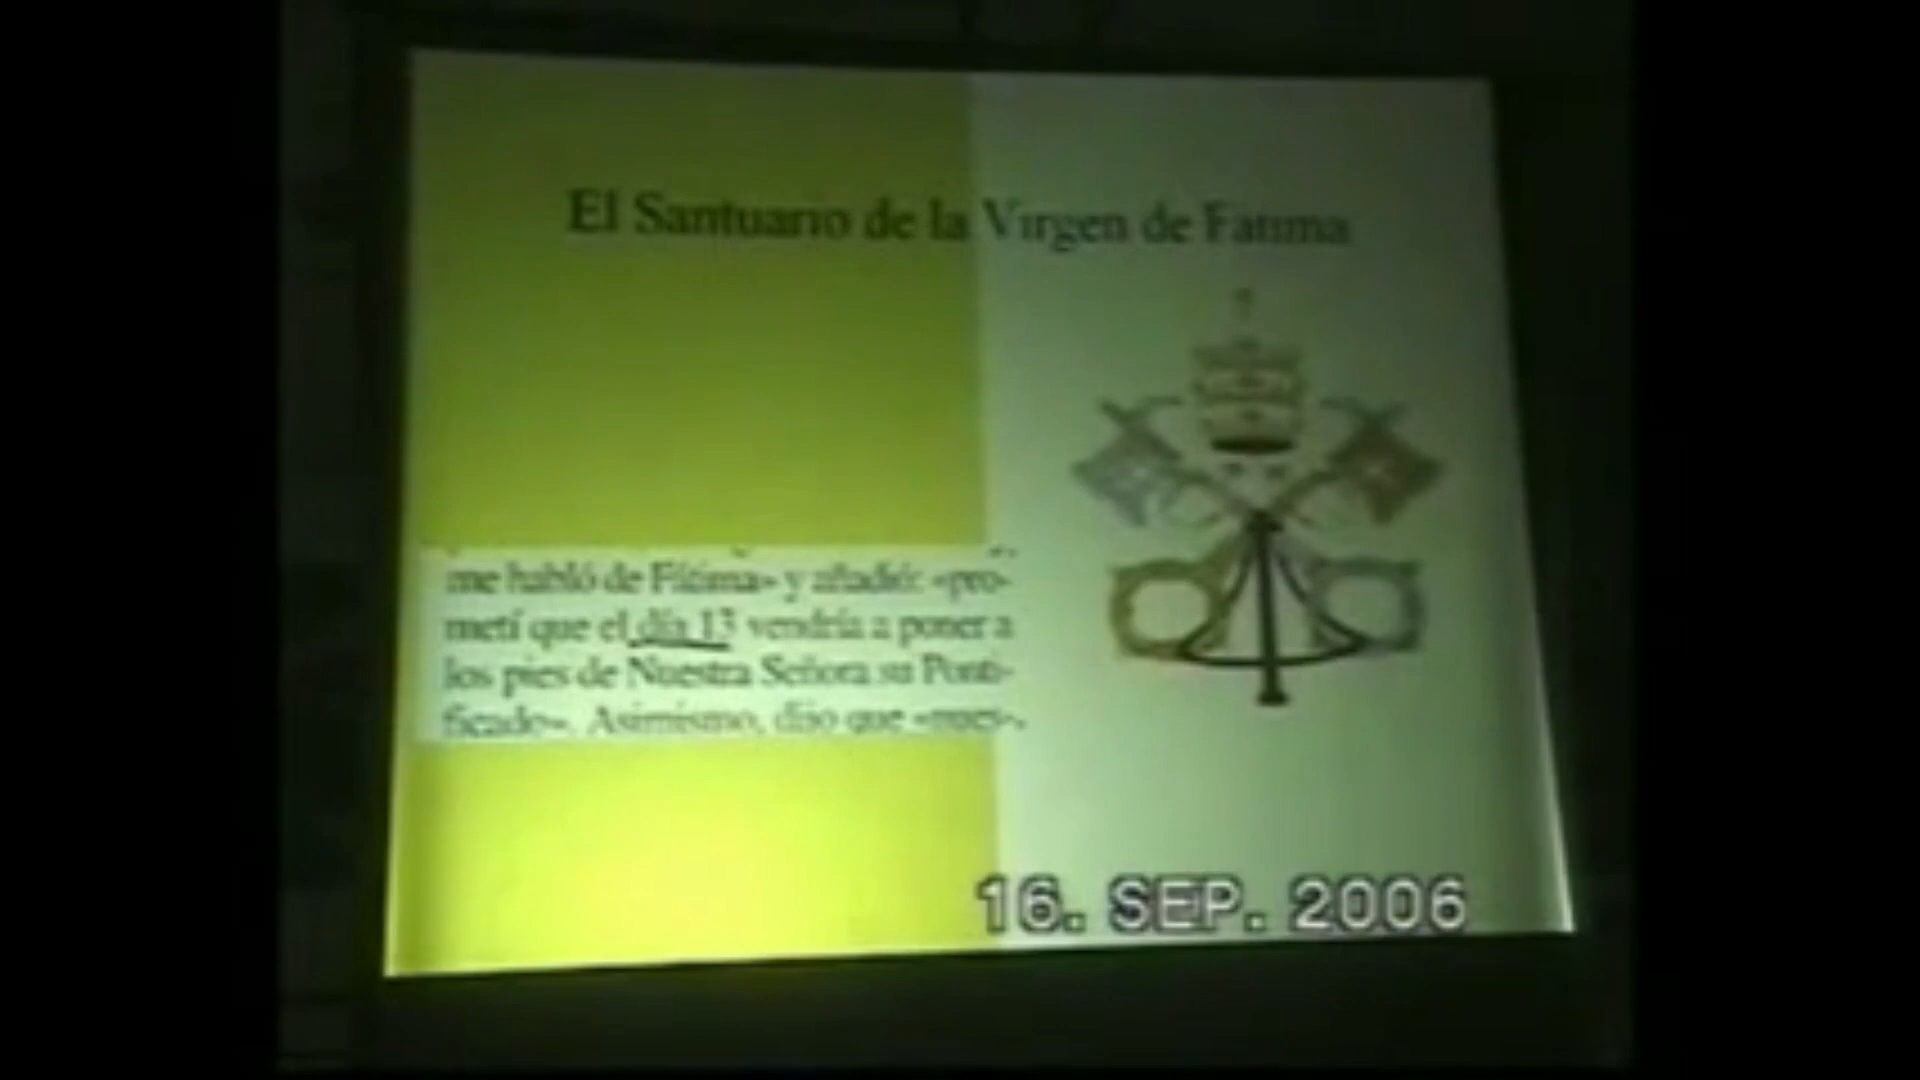 El Santuario de la Virgen de Fatima
me habló de Fátima» y añadió: «pro-
metí que el día 13 vendría a poner a
los pies de Nuestra Señora su Ponti-
ficado». Asimismo, dijo que «nues-
16. SEP. 2006